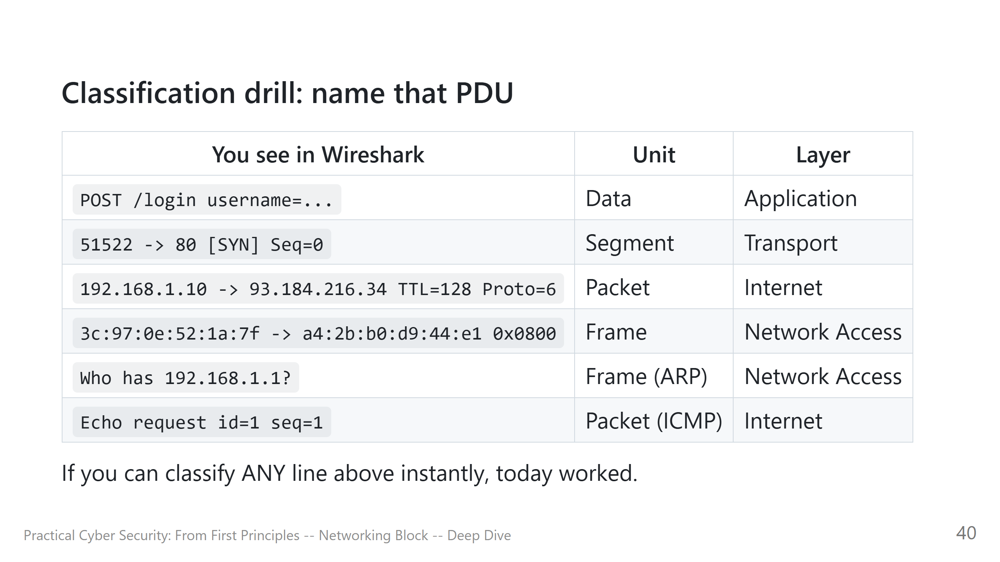 Classification drill: name that PDU
You see in Wireshark Unit Layer
POST /login username=... Data Application
51522 -> 80 [SYN] Seq=0 Segment Transport
192.168.1.10 -> 93.184.216.34 TTL=128 Proto=6 Packet Internet
3c:97:0e:52:1a:7f -> a4:2b:b0:d9:44:e1 0x0800 Frame Network Access
Who has 192.168.1.1? Frame (ARP) Network Access
Echo request id=1 seq=1 Packet (ICMP) Internet
If you can classify ANY line above instantly, today worked.
Practical Cyber Security: From First Principles -- Networking Block -- Deep Dive 40